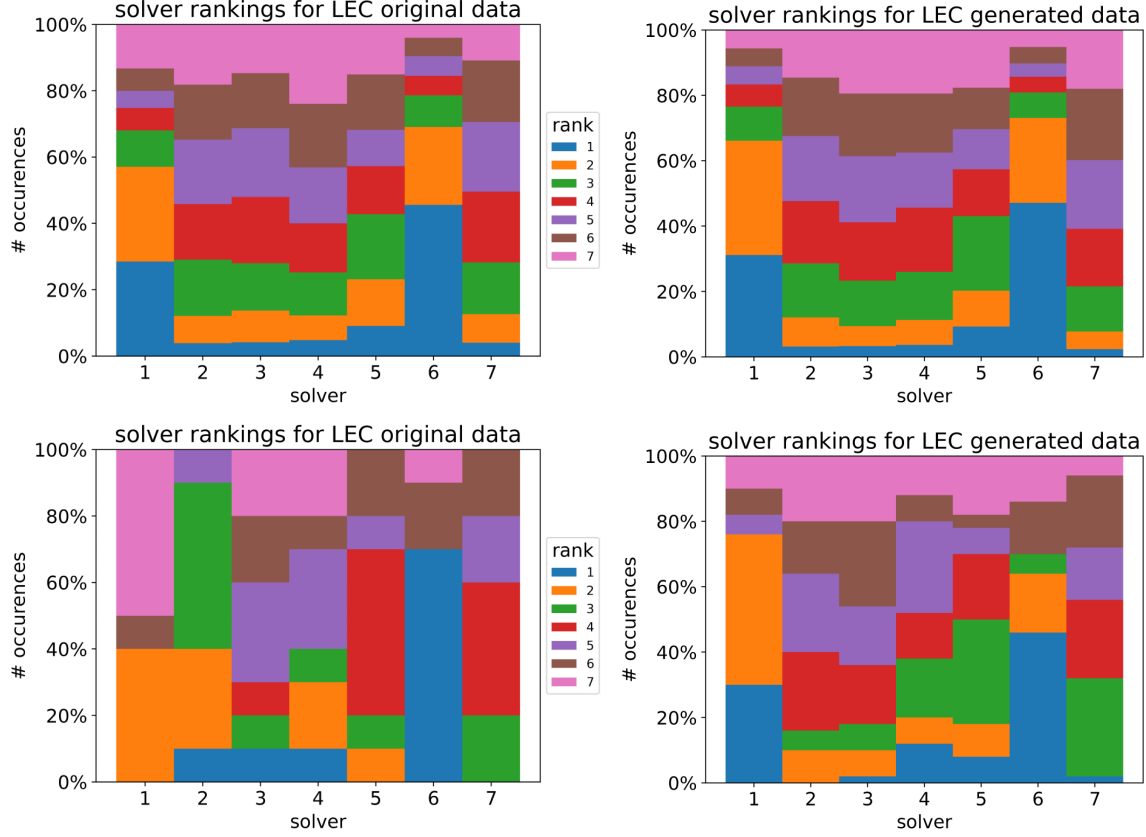 solver rankings for LEC original data
100%
80%
60%
40%
20%
0%
# occurences
1 2 3 4 5 6 7
solver
rank
1
2
3
4
5
6
7
solver rankings for LEC generated data
100%
80%
60%
40%
20%
0%
# occurences
1 2 3 4 5 6 7
solver
solver rankings for LEC original data
100%
80%
60%
40%
20%
0%
# occurences
1 2 3 4 5 6 7
solver
rank
1
2
3
4
5
6
7
solver rankings for LEC generated data
100%
80%
60%
40%
20%
0%
# occurences
1 2 3 4 5 6 7
solver